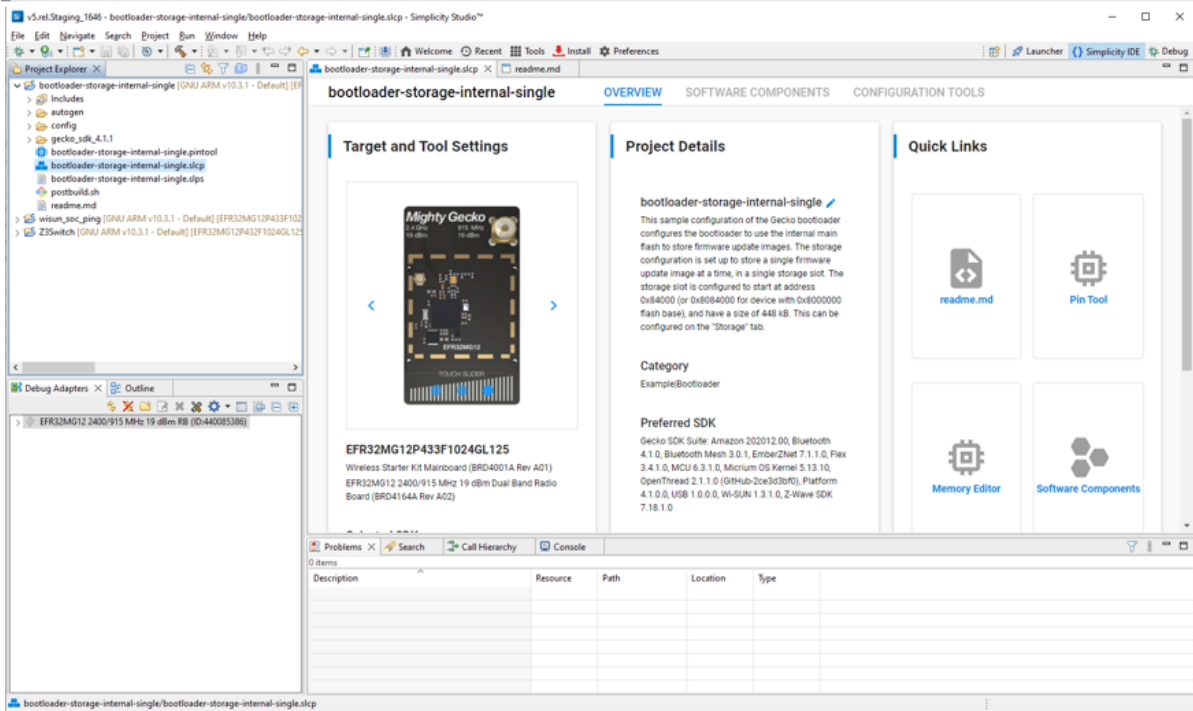 v5.rel.Staging_1646 - bootloader-storage-internal-single/bootloader-storage-internal-single.slcp - Simplicity Studio™
File Edit Navigate Search Project Run Window Help
Welcome Recent Tools Install Preferences
Launcher {} Simplicity IDE Debug
Project Explorer
bootloader-storage-internal-single [GNU ARM v10.3.1 - Default] [EF
Includes
autogen
config
gecko_sdk_4.1.1
bootloader-storage-internal-single.pintool
bootloader-storage-internal-single.slcp
bootloader-storage-internal-single.slps
postbuild.sh
readme.md
wisun_soc_ping [GNU ARM v10.3.1 - Default] [EFR32MG12P433F102
Z3Switch [GNU ARM v10.3.1 - Default] [EFR32MG12P432F1024GL12
Debug Adapters
Outline
EFR32MG12 2400/915 MHz 19 dBm RB (ID:440085386)
bootloader-storage-internal-single.slcp
readme.md
bootloader-storage-internal-single
OVERVIEW SOFTWARE COMPONENTS CONFIGURATION TOOLS
Target and Tool Settings
Mighty Gecko
2.4 GHz 915 MHz
19 dBm 19 dBm
EFR32MG12
TOUCH SLIDER
EFR32MG12P433F1024GL125
Wireless Starter Kit Mainboard (BRD4001A Rev A01)
EFR32MG12 2400/915 MHz 19 dBm Dual Band Radio
Board (BRD4164A Rev A02)
Project Details
bootloader-storage-internal-single
This sample configuration of the Gecko bootloader
configures the bootloader to use the internal main
flash to store firmware update images. The storage
configuration is set up to store a single firmware
update image at a time, in a single storage slot. The
storage slot is configured to start at address
0x84000 (or 0x8084000 for device with 0x8000000
flash base), and have a size of 448 kB. This can be
configured on the "Storage" tab.
Category
Example|Bootloader
Preferred SDK
Gecko SDK Suite: Amazon 202012.00, Bluetooth
4.1.0, Bluetooth Mesh 3.0.1, EmberZNet 7.1.1.0, Flex
3.4.1.0, MCU 6.3.1.0, Micrium OS Kernel 5.13.10,
OpenThread 2.1.1.0 (GitHub-2ce3d3bf0), Platform
4.1.0.0, USB 1.0.0.0, Wi-SUN 1.3.1.0, Z-Wave SDK
7.18.1.0
Quick Links
readme.md
Pin Tool
Memory Editor
Software Components
Problems
Search
Call Hierarchy
Console
0 items
Description Resource Path Location Type
bootloader-storage-internal-single/bootloader-storage-internal-single.slcp